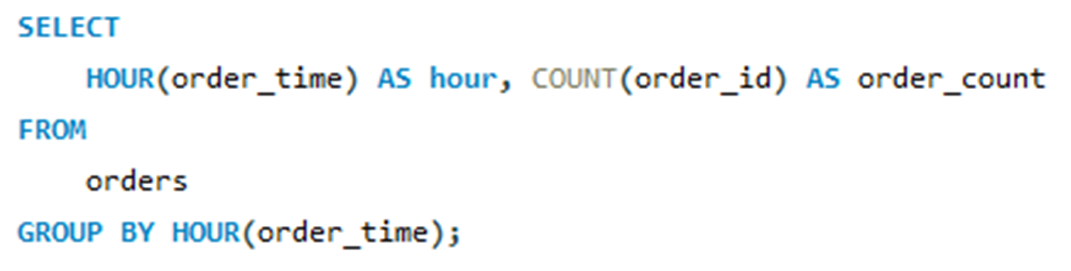 SELECT
HOUR(order_time) AS hour, COUNT(order_id) AS order_count
FROM
orders
GROUP BY HOUR(order_time);